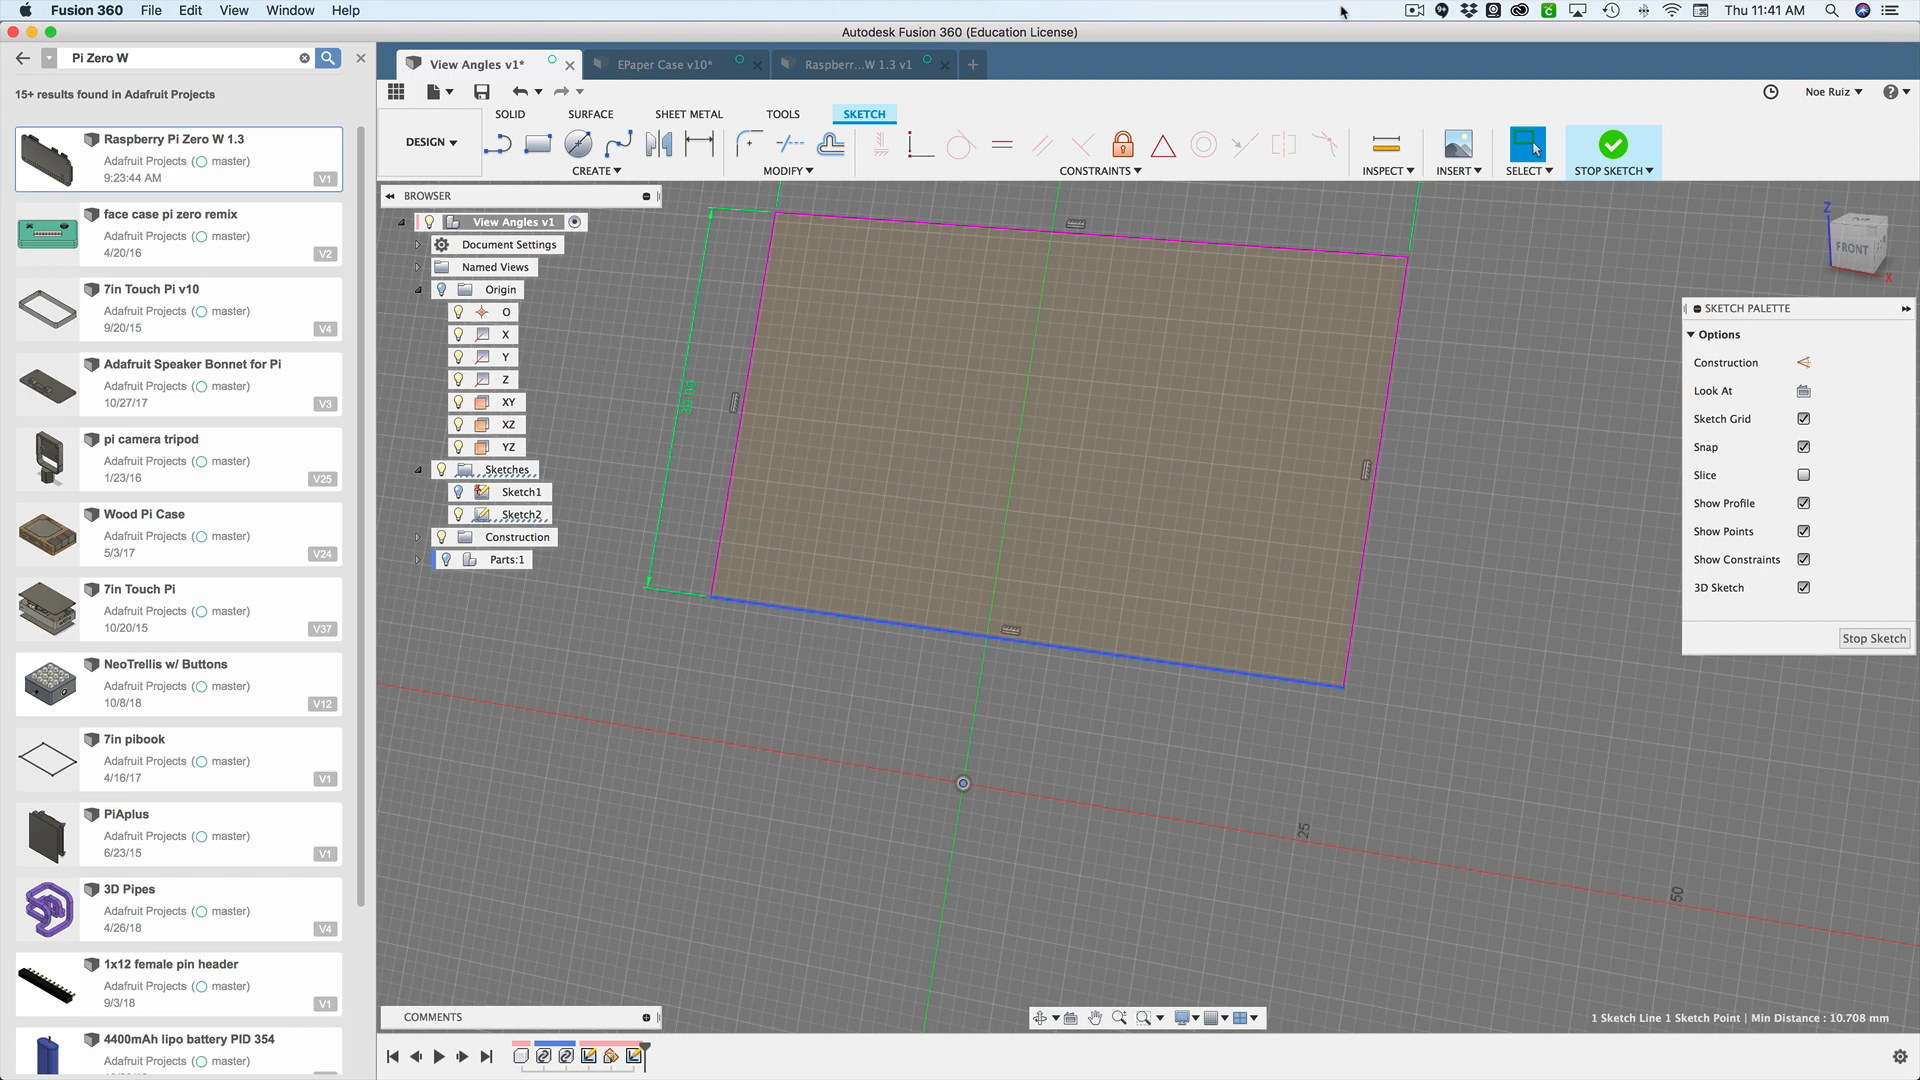 Fusion 360 File Edit View Window Help Thu 11:41 AM
Autodesk Fusion 360 (Education License)
Pi Zero W
15+ results found in Adafruit Projects
Raspberry Pi Zero W 1.3
Adafruit Projects (master)
9:23:44 AM
V1
face case pi zero remix
Adafruit Projects (master)
4/20/16
V2
7in Touch Pi v10
Adafruit Projects (master)
9/20/15
V4
Adafruit Speaker Bonnet for Pi
Adafruit Projects (master)
10/27/17
V3
pi camera tripod
Adafruit Projects (master)
1/23/16
V25
Wood Pi Case
Adafruit Projects (master)
5/3/17
V24
7in Touch Pi
Adafruit Projects (master)
10/20/15
V37
NeoTrellis w/ Buttons
Adafruit Projects (master)
10/8/18
V12
7in pibook
Adafruit Projects (master)
4/16/17
V1
PiAplus
Adafruit Projects (master)
6/23/15
V1
3D Pipes
Adafruit Projects (master)
4/26/18
V4
1x12 female pin header
Adafruit Projects (master)
9/3/18
V1
4400mAh lipo battery PID 354
Adafruit Projects (master)
View Angles v1*
EPaper Case v10*
Raspberr...W 1.3 v1
Noe Ruiz
DESIGN
SOLID
SURFACE
SHEET METAL
TOOLS
SKETCH
CREATE
MODIFY
CONSTRAINTS
INSPECT
INSERT
SELECT
STOP SKETCH
BROWSER
View Angles v1
Document Settings
Named Views
Origin
O
X
Y
Z
XY
XZ
YZ
Sketches
Sketch1
Sketch2
Construction
Parts:1
25
50
Z
FRONT
X
SKETCH PALETTE
Options
Construction
Look At
Sketch Grid
Snap
Slice
Show Profile
Show Points
Show Constraints
3D Sketch
Stop Sketch
COMMENTS
1 Sketch Line 1 Sketch Point | Min Distance : 10.708 mm